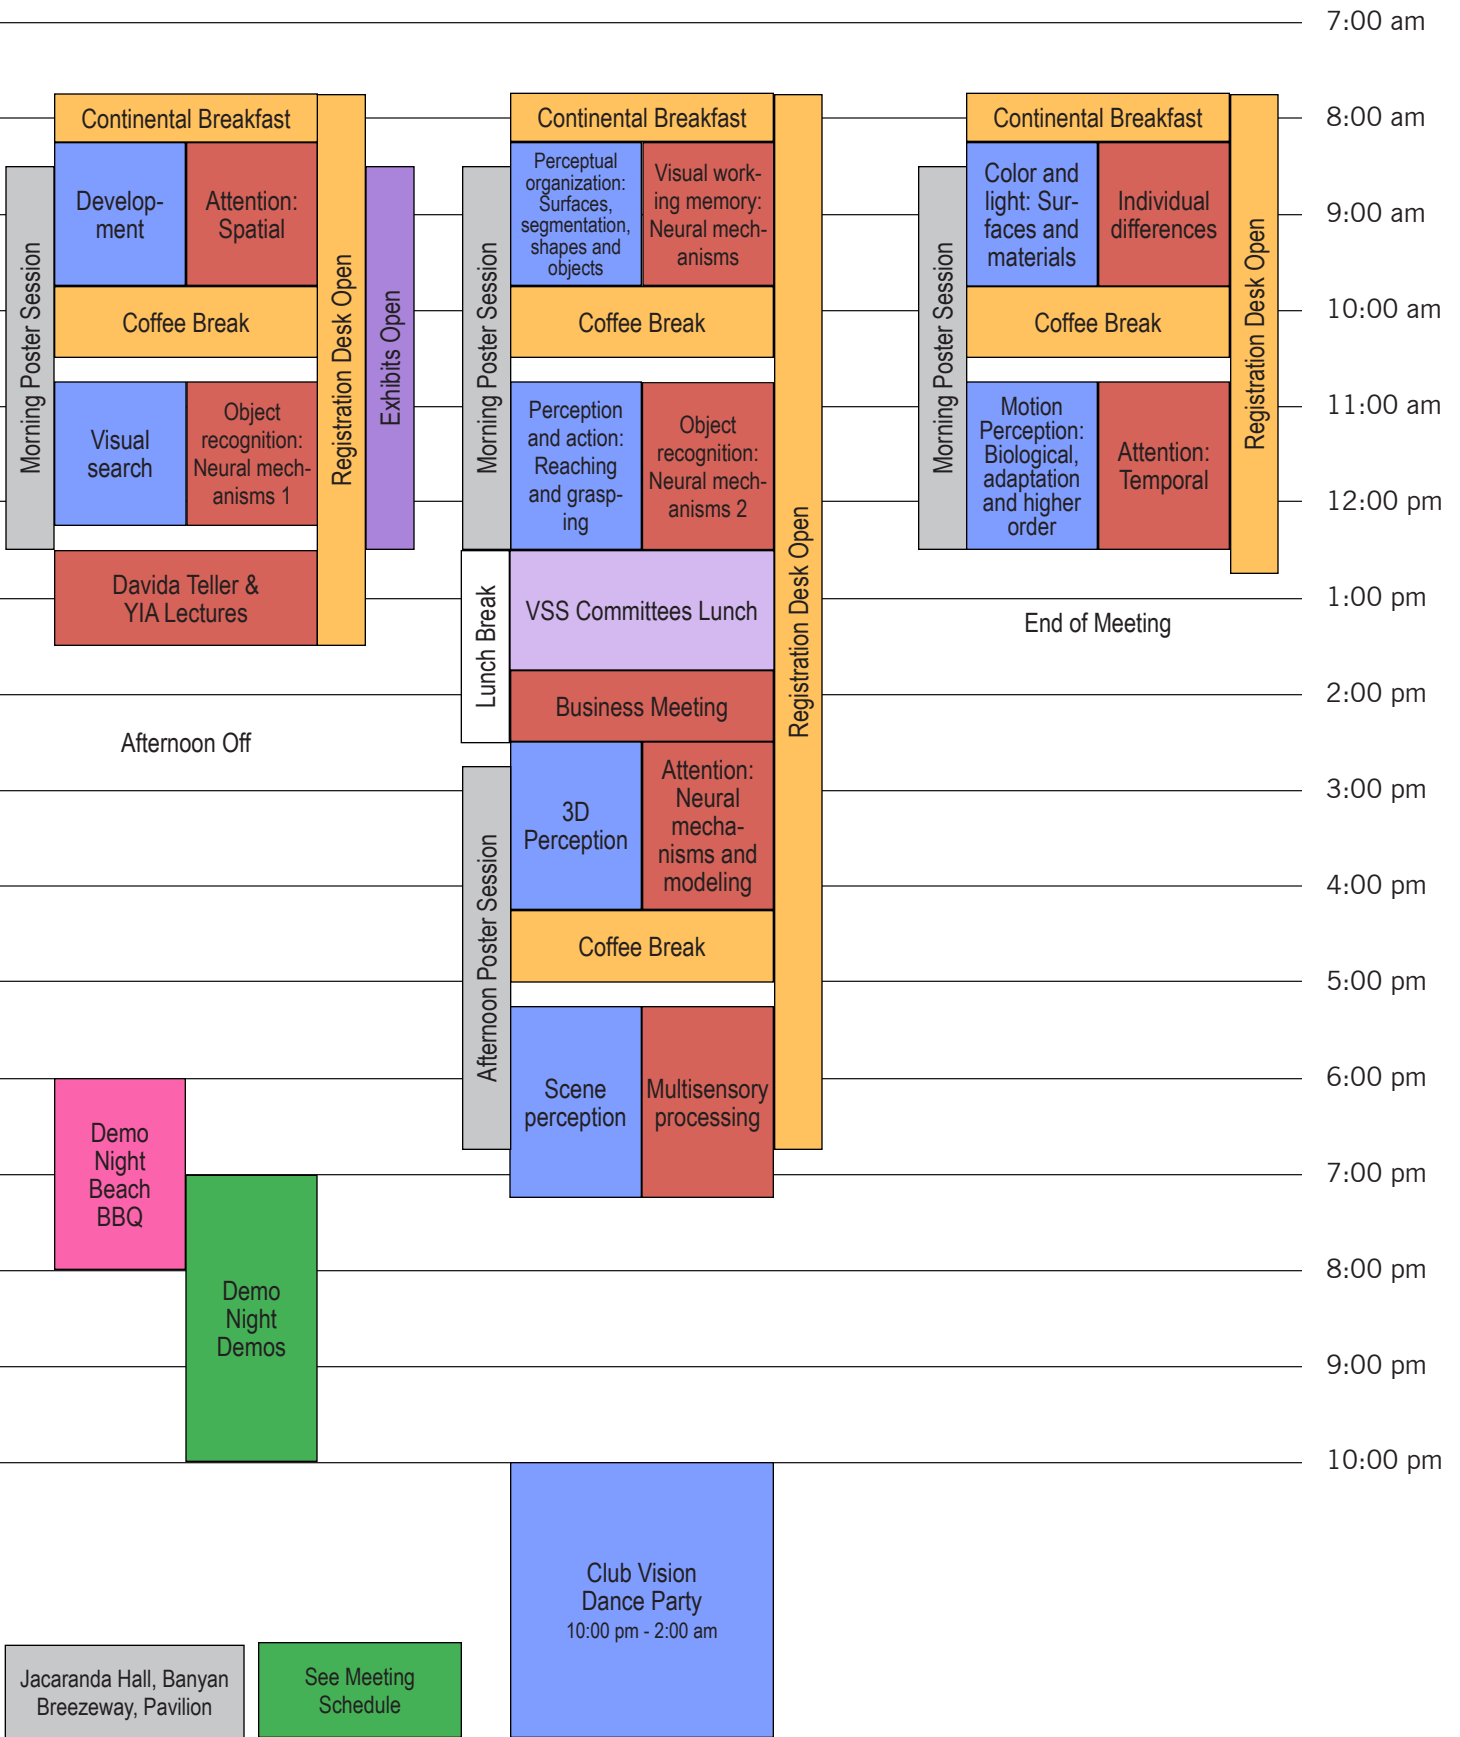 7:00 am
8:00 am
9:00 am
10:00 am
11:00 am
12:00 pm
1:00 pm
2:00 pm
3:00 pm
4:00 pm
5:00 pm
6:00 pm
7:00 pm
8:00 pm
9:00 pm
10:00 pm
Morning Poster Session
Continental Breakfast
Develop-
ment
Attention:
Spatial
Coffee Break
Visual
search
Object
recognition:
Neural mech-
anisms 1
Davida Teller &
YIA Lectures
Registration Desk Open
Exhibits Open
Afternoon Off
Demo
Night
Beach
BBQ
Demo
Night
Demos
Morning Poster Session
Continental Breakfast
Perceptual
organization:
Surfaces,
segmentation,
shapes and
objects
Visual work-
ing memory:
Neural mech-
anisms
Coffee Break
Perception
and action:
Reaching
and grasp-
ing
Object
recognition:
Neural mech-
anisms 2
Lunch Break
VSS Committees Lunch
Business Meeting
Registration Desk Open
Afternoon Poster Session
3D
Perception
Attention:
Neural
mecha-
nisms and
modeling
Coffee Break
Scene
perception
Multisensory
processing
Club Vision
Dance Party
10:00 pm - 2:00 am
Morning Poster Session
Continental Breakfast
Color and
light: Sur-
faces and
materials
Individual
differences
Coffee Break
Motion
Perception:
Biological,
adaptation
and higher
order
Attention:
Temporal
Registration Desk Open
End of Meeting
Jacaranda Hall, Banyan
Breezeway, Pavilion
See Meeting
Schedule